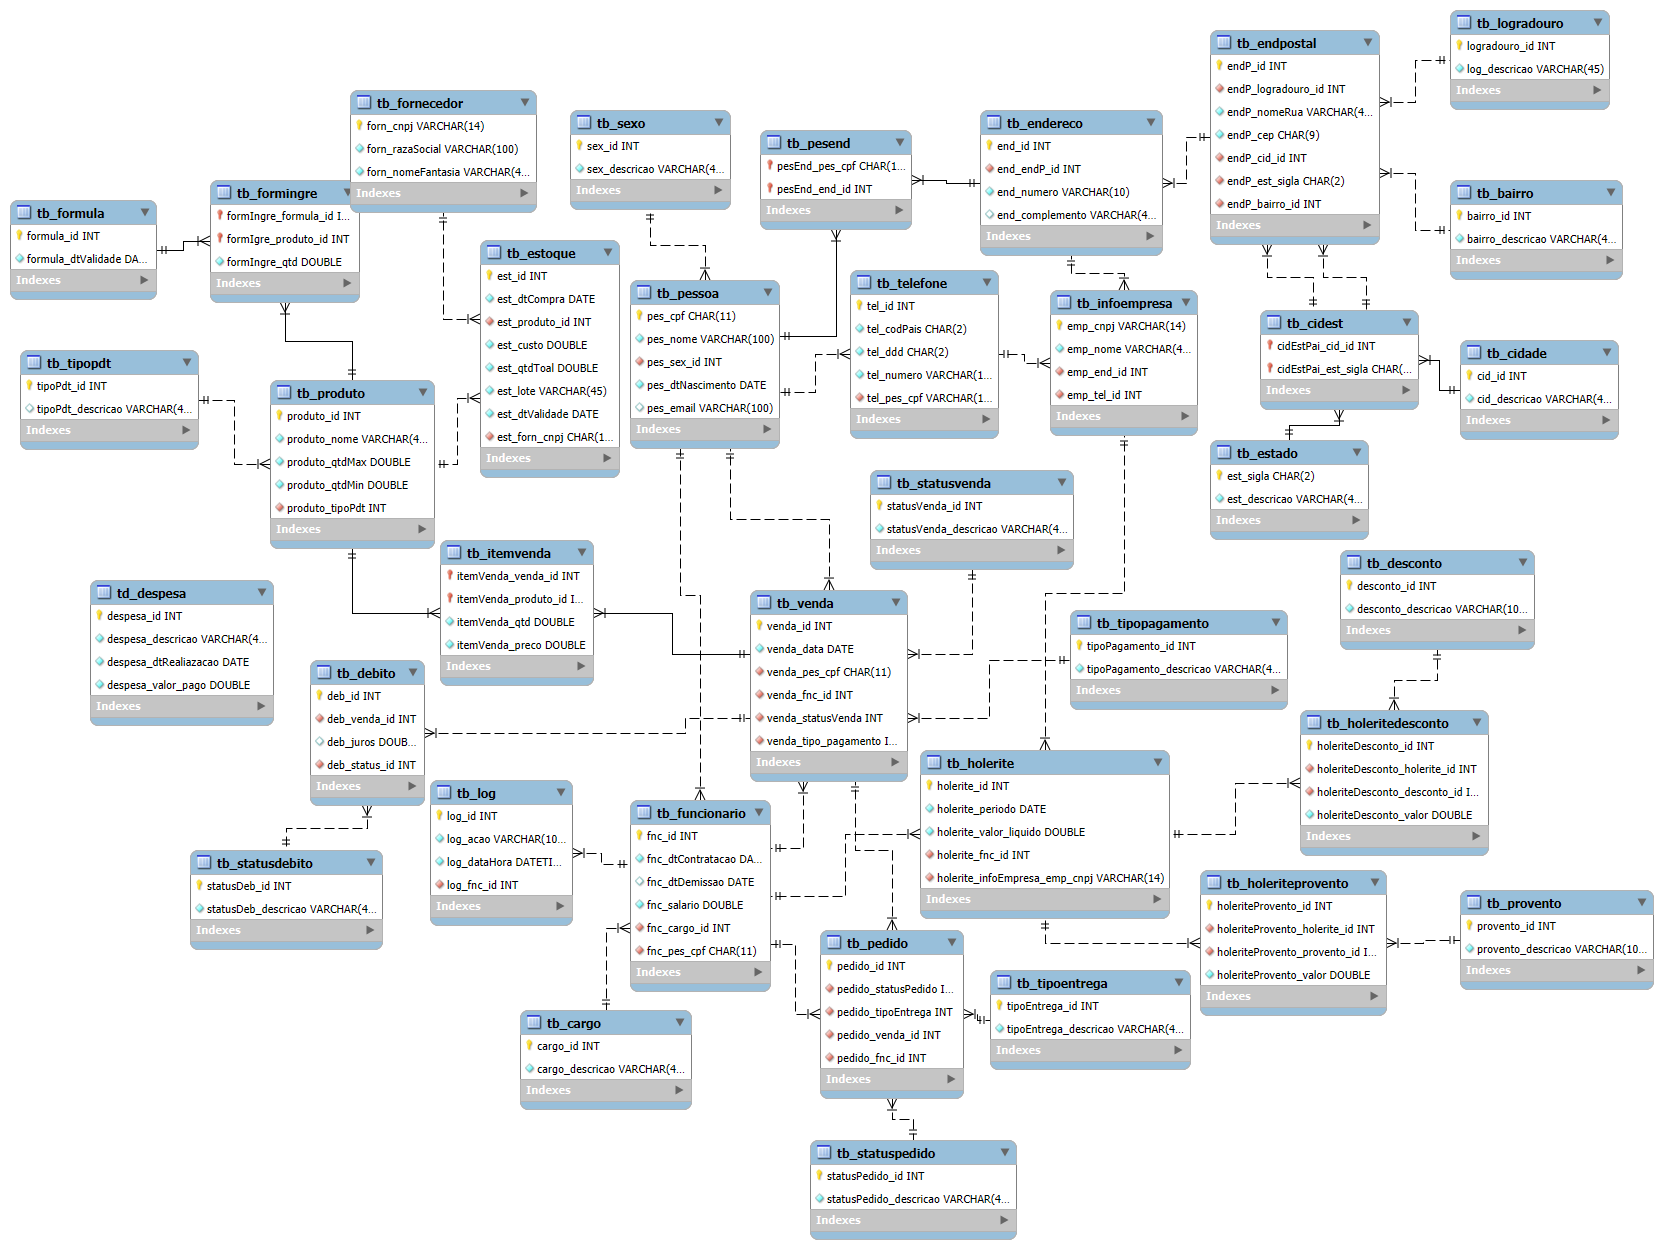 tb_logradouro
logradouro_id INT
log_descricao VARCHAR(45)
Indexes
tb_endpostal
endP_id INT
endP_logradouro_id INT
endP_nomeRua VARCHAR(4...
endP_cep CHAR(9)
endP_cid_id INT
endP_est_sigla CHAR(2)
endP_bairro_id INT
Indexes
tb_fornecedor
forn_cnpj VARCHAR(14)
forn_razaSocial VARCHAR(100)
forn_nomeFantasia VARCHAR(4...
Indexes
tb_sexo
sex_id INT
sex_descricao VARCHAR(4...
Indexes
tb_pesend
pesEnd_pes_cpf CHAR(1...
pesEnd_end_id INT
Indexes
tb_endereco
end_id INT
end_endP_id INT
end_numero VARCHAR(10)
end_complemento VARCHAR(4...
Indexes
tb_bairro
bairro_id INT
bairro_descricao VARCHAR(4...
Indexes
tb_formula
formula_id INT
formula_dtValidade DA...
Indexes
tb_formingre
formIngre_formula_id I...
formIgre_produto_id INT
formIngre_qtd DOUBLE
Indexes
tb_estoque
est_id INT
est_dtCompra DATE
est_produto_id INT
est_custo DOUBLE
est_qtdToal DOUBLE
est_lote VARCHAR(45)
est_dtValidade DATE
est_forn_cnpj CHAR(1...
Indexes
tb_pessoa
pes_cpf CHAR(11)
pes_nome VARCHAR(100)
pes_sex_id INT
pes_dtNascimento DATE
pes_email VARCHAR(100)
Indexes
tb_telefone
tel_id INT
tel_codPais CHAR(2)
tel_ddd CHAR(2)
tel_numero VARCHAR(1...
tel_pes_cpf VARCHAR(1...
Indexes
tb_infoempresa
emp_cnpj VARCHAR(14)
emp_nome VARCHAR(4...
emp_end_id INT
emp_tel_id INT
Indexes
tb_cidest
cidEstPai_cid_id INT
cidEstPai_est_sigla CHAR(...
Indexes
tb_cidade
cid_id INT
cid_descricao VARCHAR(4...
Indexes
tb_tipopdt
tipoPdt_id INT
tipoPdt_descricao VARCHAR(4...
Indexes
tb_produto
produto_id INT
produto_nome VARCHAR(4...
produto_qtdMax DOUBLE
produto_qtdMin DOUBLE
produto_tipoPdt INT
Indexes
tb_estado
est_sigla CHAR(2)
est_descricao VARCHAR(4...
Indexes
tb_statusvenda
statusVenda_id INT
statusVenda_descricao VARCHAR(4...
Indexes
tb_itemvenda
itemVenda_venda_id INT
itemVenda_produto_id I...
itemVenda_qtd DOUBLE
itemVenda_preco DOUBLE
Indexes
tb_desconto
desconto_id INT
desconto_descricao VARCHAR(10...
Indexes
td_despesa
despesa_id INT
despesa_descricao VARCHAR(4...
despesa_dtRealiazacao DATE
despesa_valor_pago DOUBLE
Indexes
tb_venda
venda_id INT
venda_data DATE
venda_pes_cpf CHAR(11)
venda_fnc_id INT
venda_statusVenda INT
venda_tipo_pagamento I...
Indexes
tb_tipopagamento
tipoPagamento_id INT
tipoPagamento_descricao VARCHAR(4...
Indexes
tb_debito
deb_id INT
deb_venda_id INT
deb_juros DOUB...
deb_status_id INT
Indexes
tb_holeritedesconto
holeriteDesconto_id INT
holeriteDesconto_holerite_id INT
holeriteDesconto_desconto_id I...
holeriteDesconto_valor DOUBLE
Indexes
tb_holerite
holerite_id INT
holerite_periodo DATE
holerite_valor_liquido DOUBLE
holerite_fnc_id INT
holerite_infoEmpresa_emp_cnpj VARCHAR(14)
Indexes
tb_log
log_id INT
log_acao VARCHAR(10...
log_dataHora DATETI...
log_fnc_id INT
Indexes
tb_funcionario
fnc_id INT
fnc_dtContratacao DA...
fnc_dtDemissao DATE
fnc_salario DOUBLE
fnc_cargo_id INT
fnc_pes_cpf CHAR(11)
Indexes
tb_statusdebito
statusDeb_id INT
statusDeb_descricao VARCHAR(4...
Indexes
tb_holeriteprovento
holeriteProvento_id INT
holeriteProvento_holerite_id INT
holeriteProvento_provento_id I...
holeriteProvento_valor DOUBLE
Indexes
tb_provento
provento_id INT
provento_descricao VARCHAR(10...
Indexes
tb_pedido
pedido_id INT
pedido_statusPedido I...
pedido_tipoEntrega INT
pedido_venda_id INT
pedido_fnc_id INT
Indexes
tb_tipoentrega
tipoEntrega_id INT
tipoEntrega_descricao VARCHAR(4...
Indexes
tb_cargo
cargo_id INT
cargo_descricao VARCHAR(4...
Indexes
tb_statuspedido
statusPedido_id INT
statusPedido_descricao VARCHAR(4...
Indexes